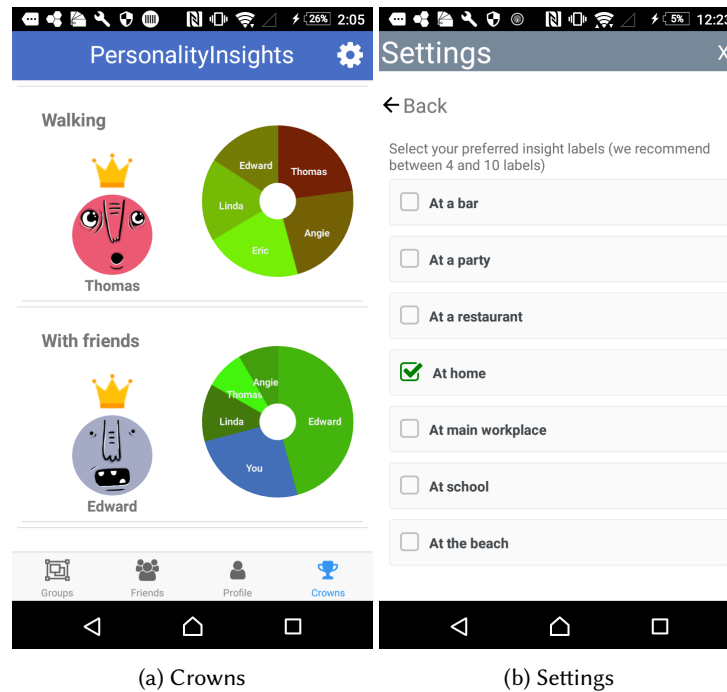 26% 2:05
PersonalityInsights
Walking
Thomas
Edward
Thomas
Linda
Angie
Eric
With friends
Edward
Angie
Thomas
Linda
Edward
You
Groups
Friends
Profile
Crowns
(a) Crowns
5% 12:23
Settings X
Back
Select your preferred insight labels (we recommend
between 4 and 10 labels)
At a bar
At a party
At a restaurant
At home
At main workplace
At school
At the beach
(b) Settings